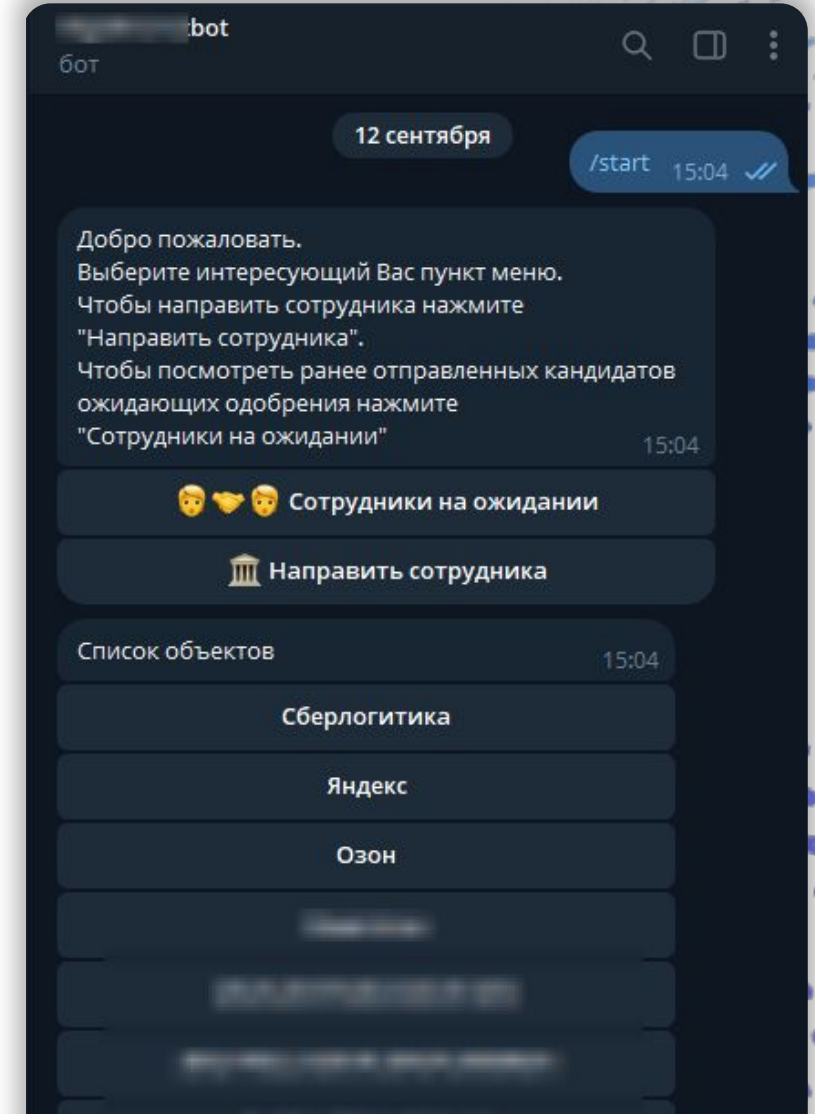 bot
бот
12 сентября
/start 15:04
Добро пожаловать.
Выберите интересующий Вас пункт меню.
Чтобы направить сотрудника нажмите
"Направить сотрудника".
Чтобы посмотреть ранее отправленных кандидатов
ожидающих одобрения нажмите
"Сотрудники на ожидании"
15:04
Сотрудники на ожидании
Направить сотрудника
Список объектов 15:04
Сберлогитика
Яндекс
Озон